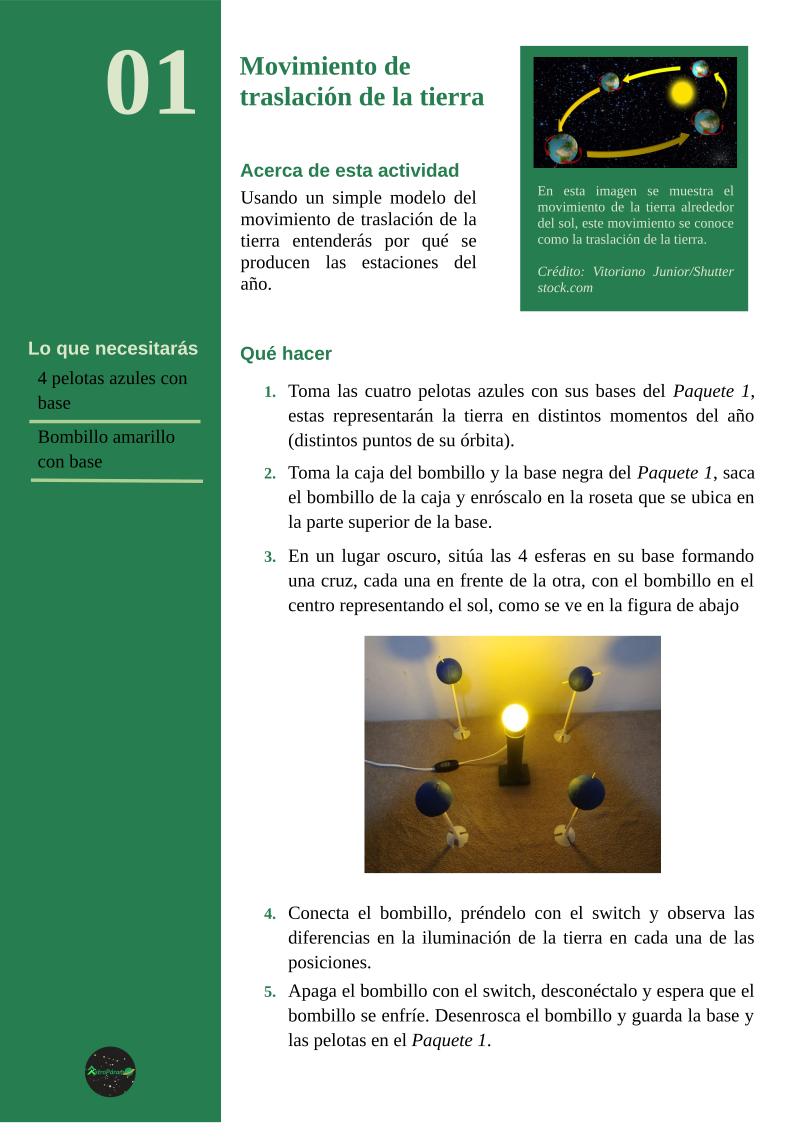 01
Movimiento de
traslación de la tierra
Acerca de esta actividad
Usando un simple modelo del
movimiento de traslación de la
tierra entenderás por qué se
producen las estaciones del
año.
En esta imagen se muestra el
movimiento de la tierra alrededor
del sol, este movimiento se conoce
como la traslación de la tierra.
Crédito: Vitoriano Junior/Shutter
stock.com
Lo que necesitarás
4 pelotas azules con
base
Bombillo amarillo
con base
Qué hacer
1. Toma las cuatro pelotas azules con sus bases del Paquete 1,
estas representarán la tierra en distintos momentos del año
(distintos puntos de su órbita).
2. Toma la caja del bombillo y la base negra del Paquete 1, saca
el bombillo de la caja y enróscalo en la roseta que se ubica en
la parte superior de la base.
3. En un lugar oscuro, sitúa las 4 esferas en su base formando
una cruz, cada una en frente de la otra, con el bombillo en el
centro representando el sol, como se ve en la figura de abajo
4. Conecta el bombillo, préndelo con el switch y observa las
diferencias en la iluminación de la tierra en cada una de las
posiciones.
5. Apaga el bombillo con el switch, desconéctalo y espera que el
bombillo se enfríe. Desenrosca el bombillo y guarda la base y
las pelotas en el Paquete 1.